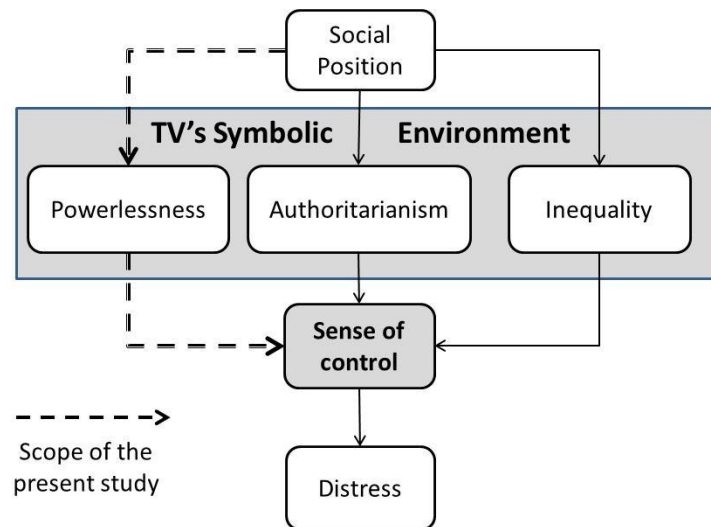 Social
Position
TV's Symbolic Environment
Powerlessness
Authoritarianism
Inequality
Sense of
control
Scope of the
present study
Distress